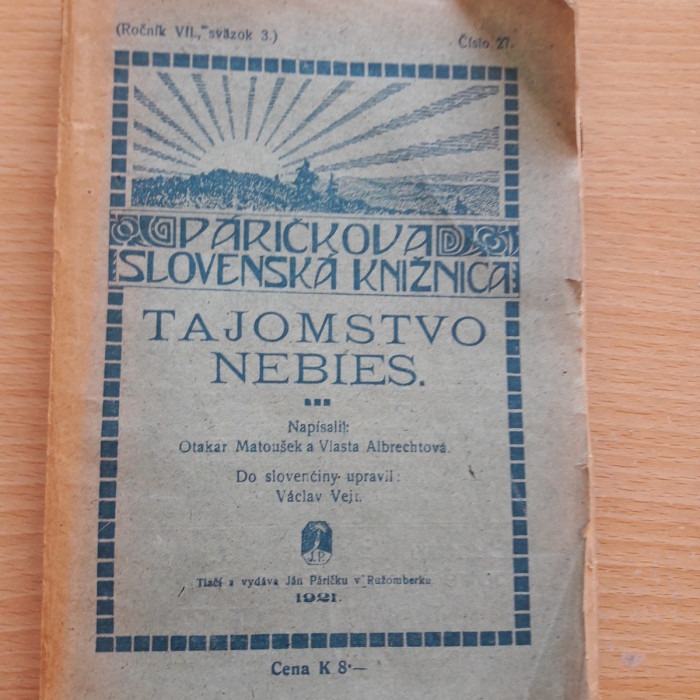 (Ročník VII., sväzok 3.)
Číslo 27.
PÁRIČKOVA
SLOVENSKÁ KNIŽNICA
TAJOMSTVO
NEBIES.
Napísali:
Otakar Matoušek a Vlasta Albrechtová.
Do slovenčiny upravil:
Václav Vejr.
J.P.
Tlačí a vydáva Ján Páričku v Ružomberku
1921.
Cena K 8·—